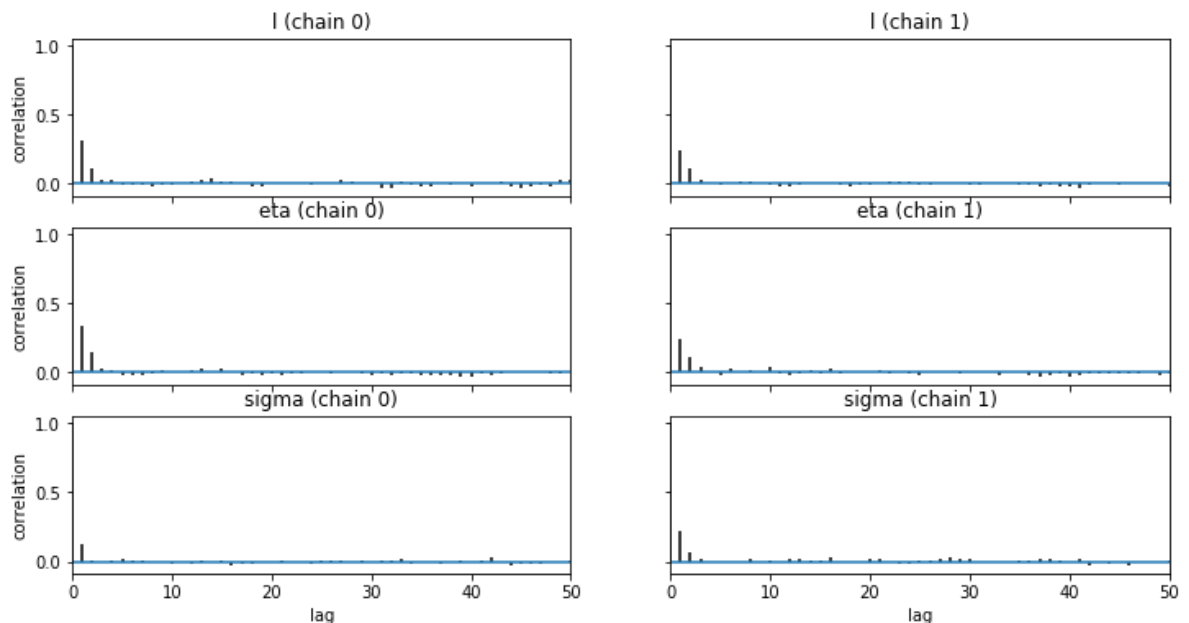 l (chain 0)
l (chain 1)
correlation
1.0
0.5
0.0
eta (chain 0)
eta (chain 1)
correlation
1.0
0.5
0.0
sigma (chain 0)
sigma (chain 1)
correlation
1.0
0.5
0.0
0 10 20 30 40 50
0 10 20 30 40 50
lag
lag